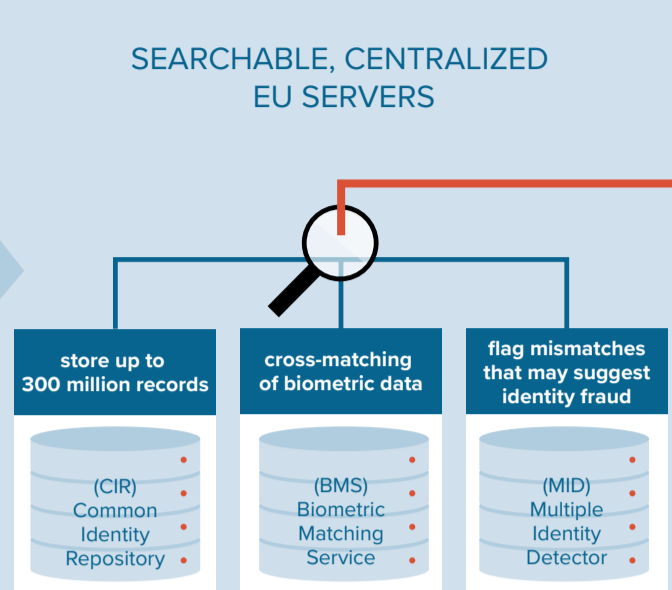 SEARCHABLE, CENTRALIZED
EU SERVERS
store up to
300 million records
cross-matching
of biometric data
flag mismatches
that may suggest
identity fraud
(CIR)
Common
Identity
Repository
(BMS)
Biometric
Matching
Service
(MID)
Multiple
Identity
Detector